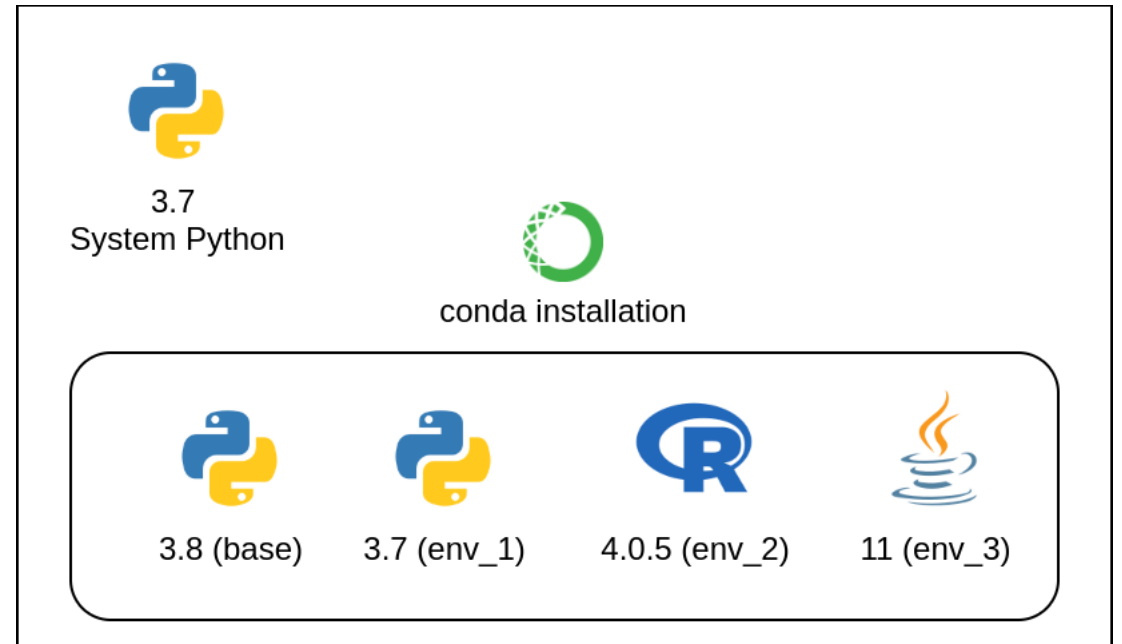 3.7
System Python
conda installation
3.8 (base)
3.7 (env_1)
4.0.5 (env_2)
11 (env_3)